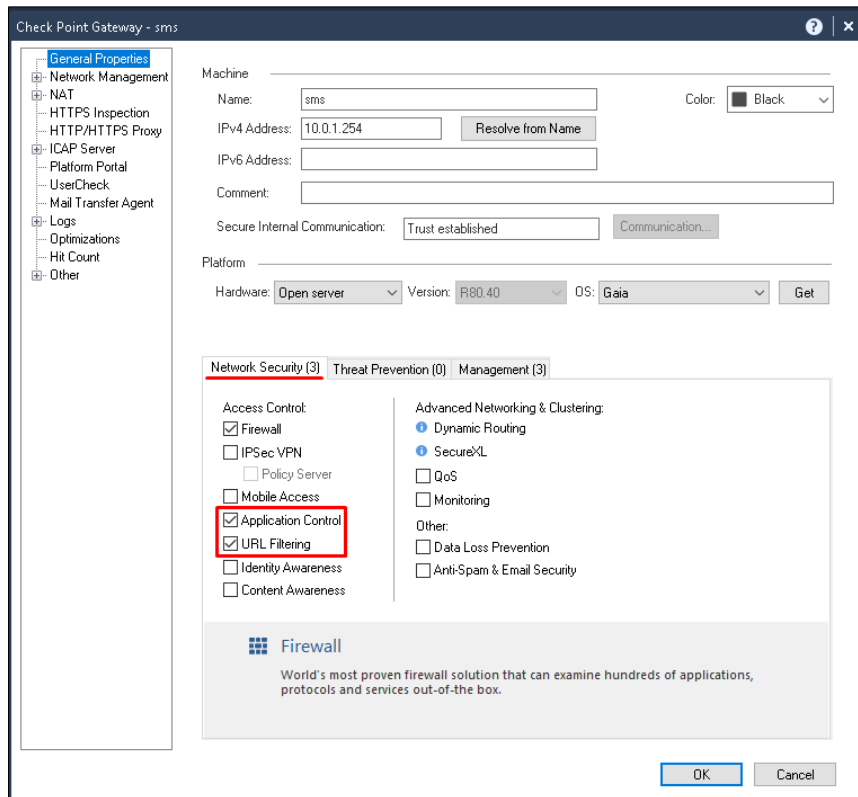 Check Point Gateway - sms
General Properties
Network Management
NAT
HTTPS Inspection
HTTP/HTTPS Proxy
ICAP Server
Platform Portal
UserCheck
Mail Transfer Agent
Logs
Optimizations
Hit Count
Other
Machine
Name: sms Color: Black
IPv4 Address: 10.0.1.254 Resolve from Name
IPv6 Address:
Comment:
Secure Internal Communication: Trust established Communication...
Platform
Hardware: Open server Version: R80.40 OS: Gaia Get
Network Security (3) Threat Prevention (0) Management (3)
Access Control:
Firewall
IPSec VPN
Policy Server
Mobile Access
Application Control
URL Filtering
Identity Awareness
Content Awareness
Advanced Networking & Clustering:
Dynamic Routing
SecureXL
QoS
Monitoring
Other:
Data Loss Prevention
Anti-Spam & Email Security
Firewall
World's most proven firewall solution that can examine hundreds of applications,
protocols and services out-of-the box.
OK Cancel